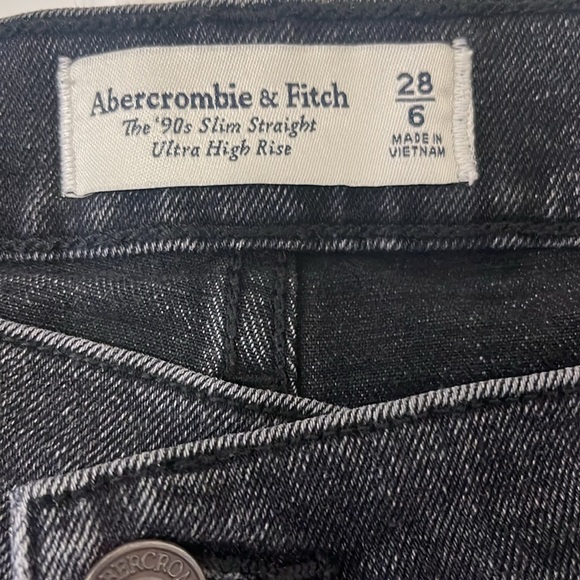 Abercrombie & Fitch
The '90s Slim Straight
Ultra High Rise
28
6
MADE IN
VIETNAM